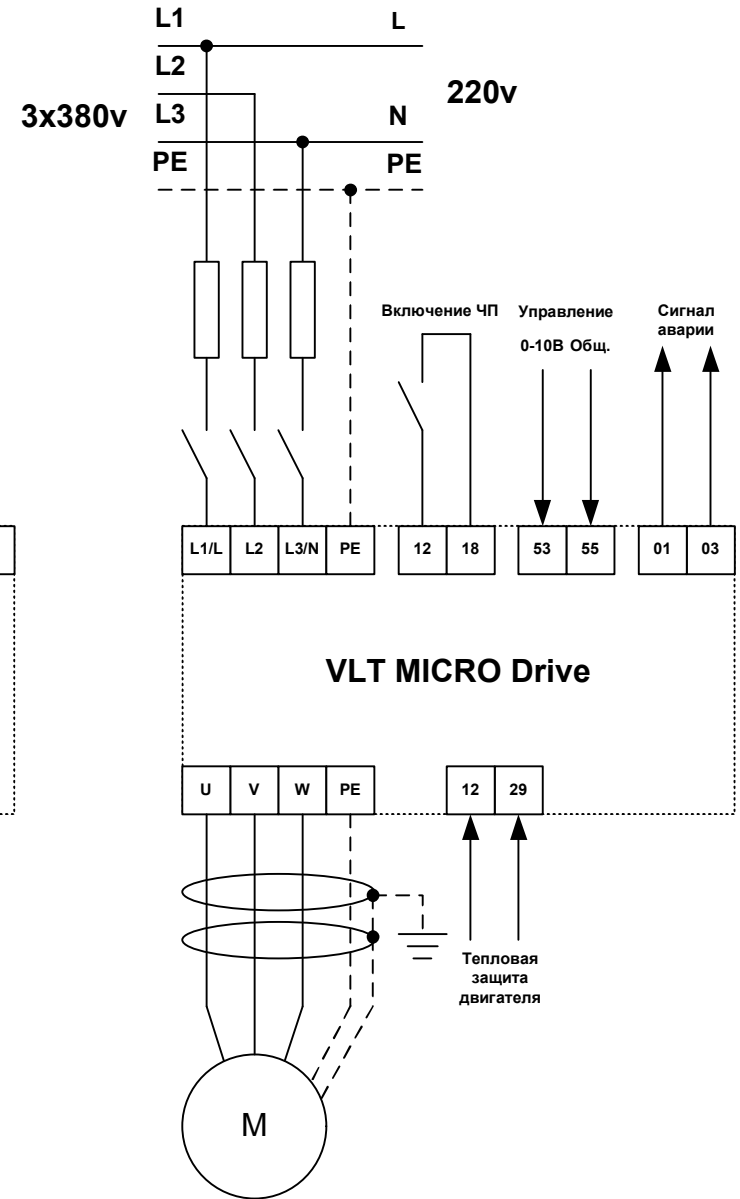 L1 L
L2
3x380v L3 N 220v
PE PE
Включение ЧП Управление Сигнал
аварии
0-10В Общ.
L1/L L2 L3/N PE 12 18 53 55 01 03
VLT MICRO Drive
U V W PE 12 29
Тепловая
защита
двигателя
M